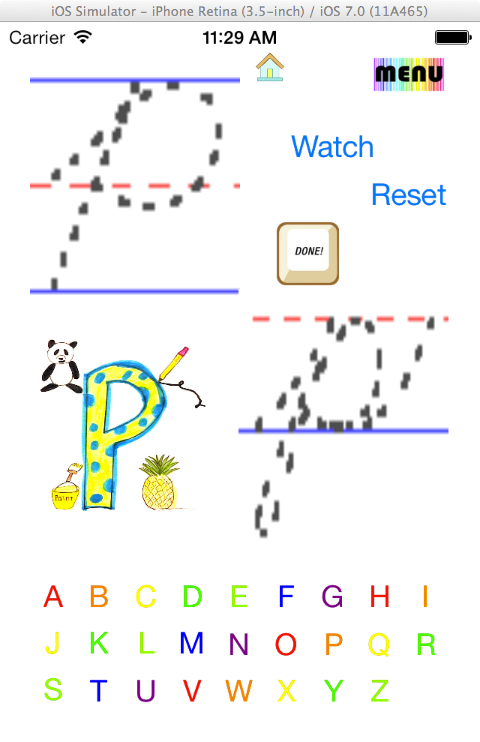 iOS Simulator – iPhone Retina (3.5-inch) / iOS 7.0 (11A465)
Carrier 11:29 AM
MENU
Watch
Reset
DONE!
P
p
P
Paint
A B C D E F G H I
J K L M N O P Q R
S T U V W X Y Z